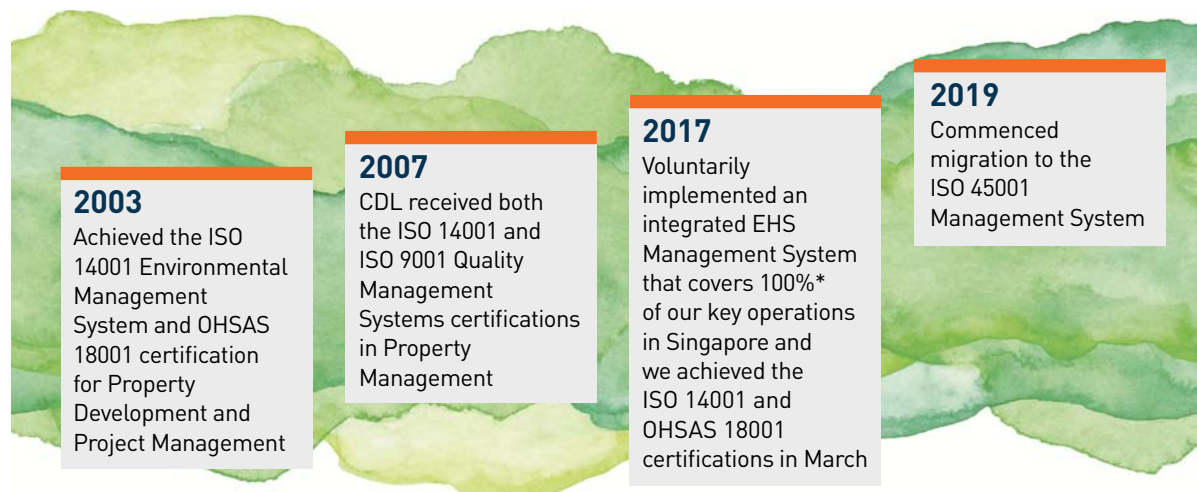 2003
Achieved the ISO
14001 Environmental
Management
System and OHSAS
18001 certification
for Property
Development and
Project Management
2007
CDL received both
the ISO 14001 and
ISO 9001 Quality
Management
Systems certifications
in Property
Management
2017
Voluntarily
implemented an
integrated EHS
Management System
that covers 100%*
of our key operations
in Singapore and
we achieved the
ISO 14001 and
OHSAS 18001
certifications in March
2019
Commenced
migration to the
ISO 45001
Management System